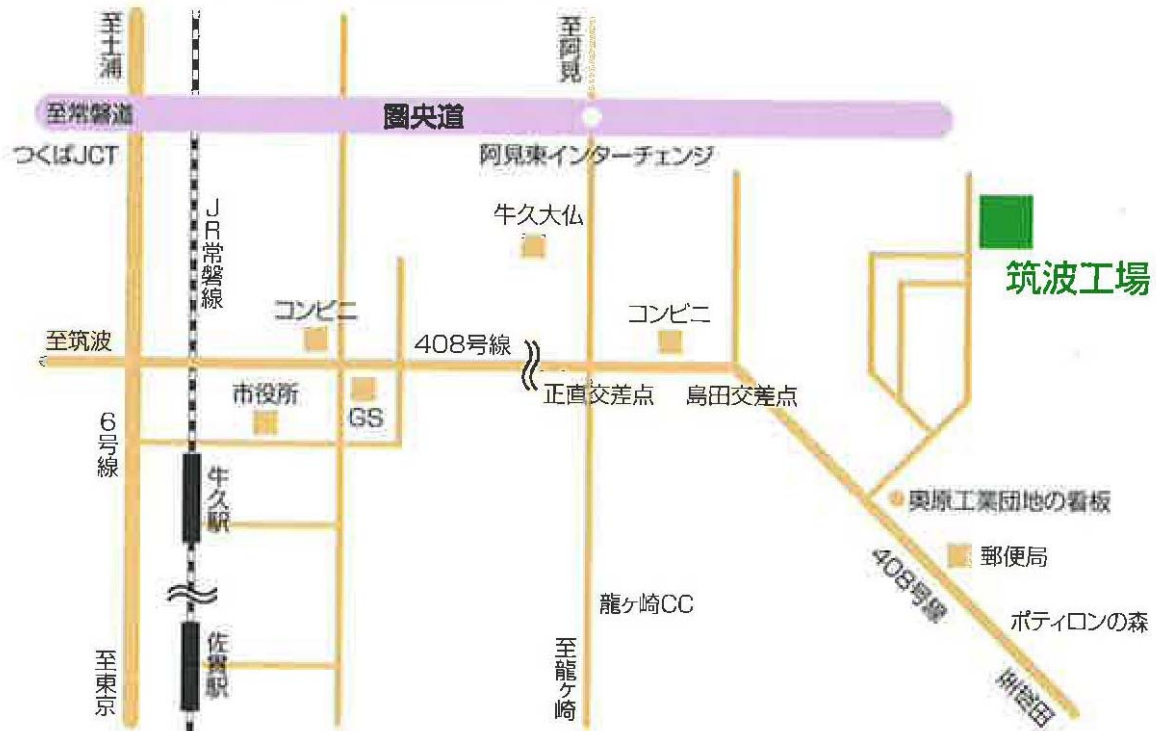 至土浦
至阿見
至常磐道
圏央道
つくばJCT
阿見東インターチェンジ
JR常磐線
牛久大仏
筑波工場
コンビニ
コンビニ
至筑波
408号線
市役所
GS
正直交差点
島田交差点
6号線
牛久駅
奥原工業団地の看板
郵便局
408号線
龍ヶ崎CC
ポティロンの森
佐貫駅
至東京
至龍ヶ崎
至成田